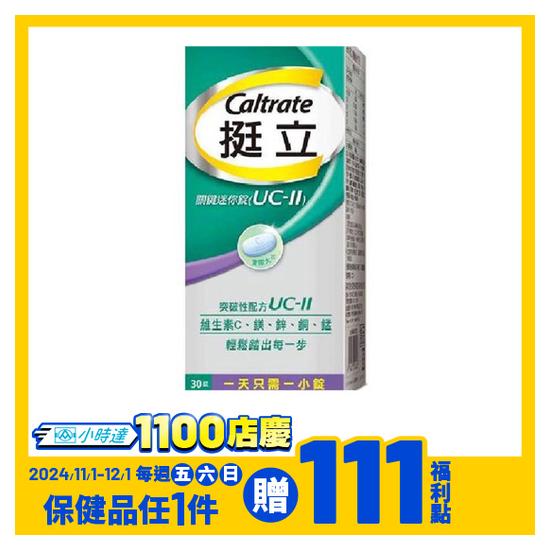 Caltrate
挺立
關鍵迷你錠(UC-II)
突破性配方UC-II
維生素C、鎂、鋅、銅、錳
輕鬆踏出每一步
30錠
一天只需一小錠
小時達
1100店慶
2024/11/1-12/1 每週五六日
保健品任1件
贈
111
福利點